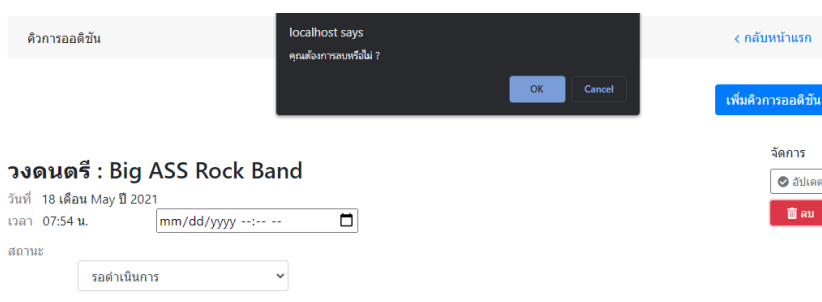 คิวการออดิชัน
localhost says
คุณต้องการลบหรือไม่ ?
OK Cancel
< กลับหน้าแรก
เพิ่มคิวการออดิชัน
วงดนตรี : Big ASS Rock Band
จัดการ
วันที่ 18 เดือน May ปี 2021
อัปเดต
เวลา 07:54 น. mm/dd/yyyy --:-- --
ลบ
สถานะ
รอดำเนินการ